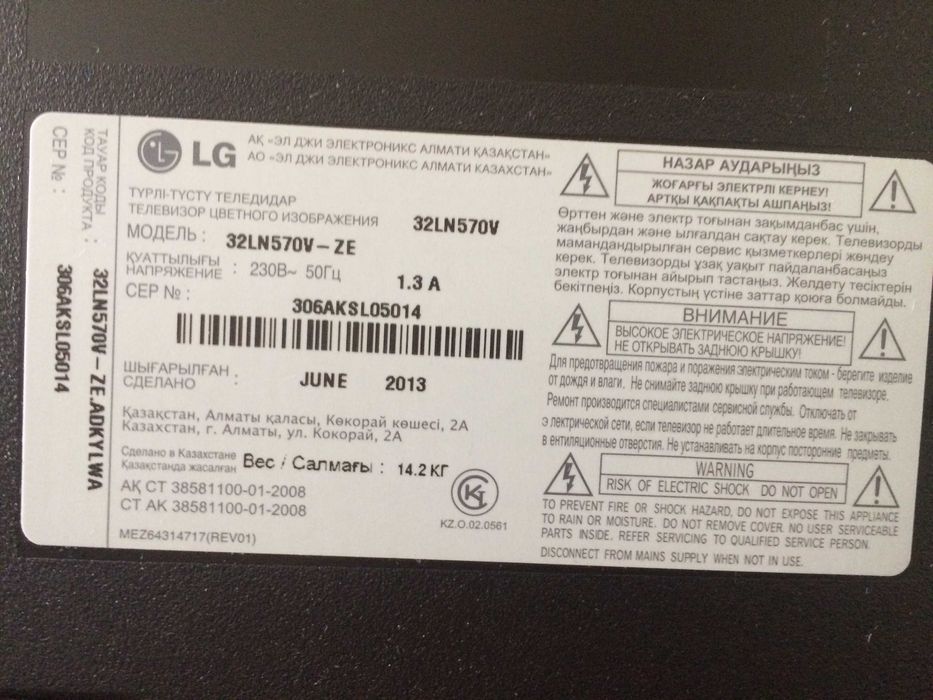 ТАУАР КОДЫ
КОД ПРОДУКТА : 32LN570V-ZE.ADKYLWA
СЕР № : 306AKSL05014
LG
АҚ «ЭЛ ДЖИ ЭЛЕКТРОНИКС АЛМАТИ ҚАЗАҚСТАН»
АО «ЭЛ ДЖИ ЭЛЕКТРОНИКС АЛМАТИ КАЗАХСТАН»
ТҮРЛІ-ТҮСТҮ ТЕЛЕДИДАР
ТЕЛЕВИЗОР ЦВЕТНОГО ИЗОБРАЖЕНИЯ 32LN570V
МОДЕЛЬ : 32LN570V-ZE
ҚУАТТЫЛЫҒЫ
НАПРЯЖЕНИЕ : 230В~ 50Гц 1.3 A
СЕР № :
306AKSL05014
ШЫҒАРЫЛҒАН
СДЕЛАНО : JUNE 2013
Қазақстан, Алматы қаласы, Көкорай көшесі, 2А
Казахстан, г. Алматы, ул. Кокорай, 2А
Сделано в Казахстане
Қазақстанда жасалған
Вес / Салмағы : 14.2 КГ
АҚ СТ 38581100-01-2008
СТ АК 38581100-01-2008
KZ.O.02.0561
MEZ64314717(REV01)
НАЗАР АУДАРЫҢЫЗ
ЖОҒАРҒЫ ЭЛЕКТРЛІ КЕРНЕУ!
АРТҚЫ ҚАҚПАҚТЫ АШПАҢЫЗ!
Өрттен және электр тоғынан зақымданбас үшін,
жаңбырдан және ылғалдан сақтау керек. Телевизорды
мамандандырылған сервис қызметкерлері жөндеу
керек. Телевизорды ұзақ уақыт пайдаланбасаңыз
электр тоғынан айырып тастаңыз. Желдету тесіктерін
бекітпеңіз. Корпустың үстіне заттар қоюға болмайды.
ВНИМАНИЕ
ВЫСОКОЕ ЭЛЕКТРИЧЕСКОЕ НАПРЯЖЕНИЕ!
НЕ ОТКРЫВАТЬ ЗАДНЮЮ КРЫШКУ!
Для предотвращения пожара и поражения электрическим током - берегите изделие
от дождя и влаги. Не снимайте заднюю крышку при работающем телевизоре.
Ремонт производится специалистами сервисной службы. Отключать от
э лектрической сети, если телевизор не работает длительное время. Не закрывать
в ентиляционные отверстия. Не устанавливать на корпус посторонние предметы.
WARNING
RISK OF ELECTRIC SHOCK DO NOT OPEN
TO PREVENT FIRE OR SHOCK HAZARD, DO NOT EXPOSE THIS APPLIANCE
TO RAIN OR MOISTURE. DO NOT REMOVE COVER. NO USER SERVICEABLE
PARTS INSIDE. REFER SERVICING TO QUALIFIED SERVICE PERSON.
DISCONNECT FROM MAINS SUPPLY WHEN NOT IN USE.